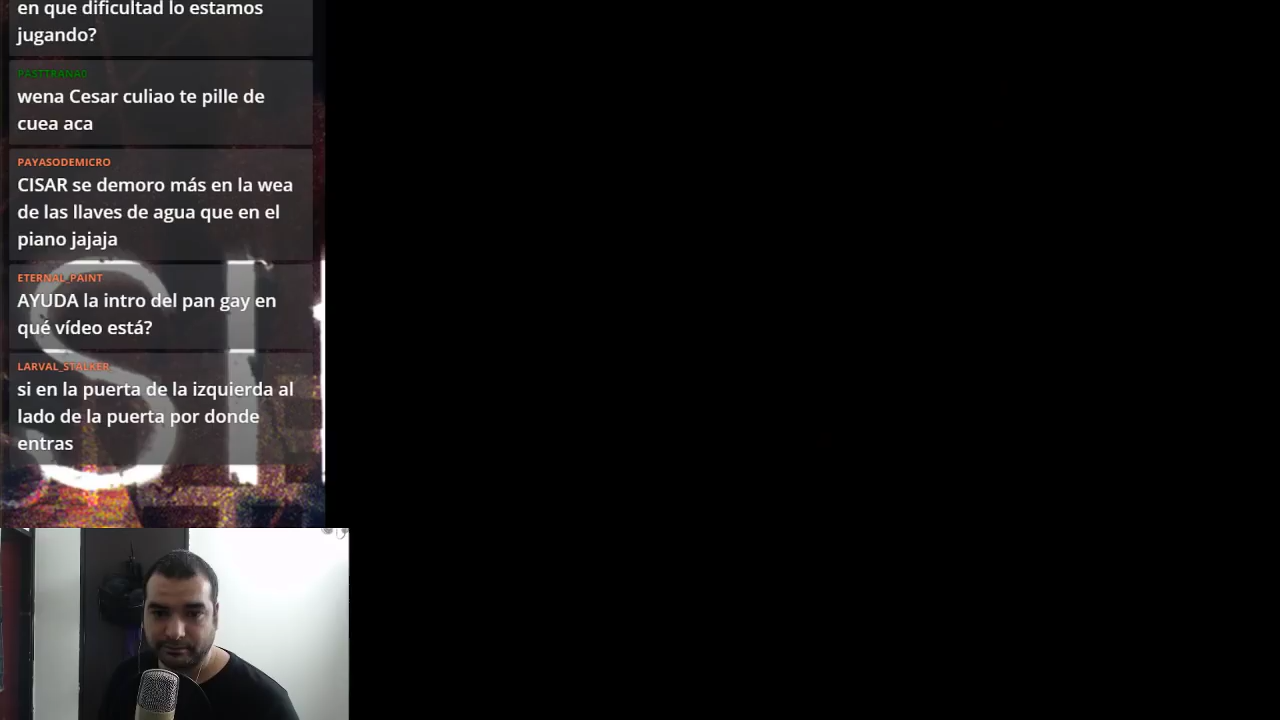 en que dificultad lo estamos
jugando?
PASTTRANA0
wena Cesar culiao te pille de
cuea aca
PAYASODEMICRO
CISAR se demoro más en la wea
de las llaves de agua que en el
piano jajaja
ETERNAL_PAINT
AYUDA la intro del pan gay en
qué vídeo está?
LARVAL_STALKER
si en la puerta de la izquierda al
lado de la puerta por donde
entras
SI